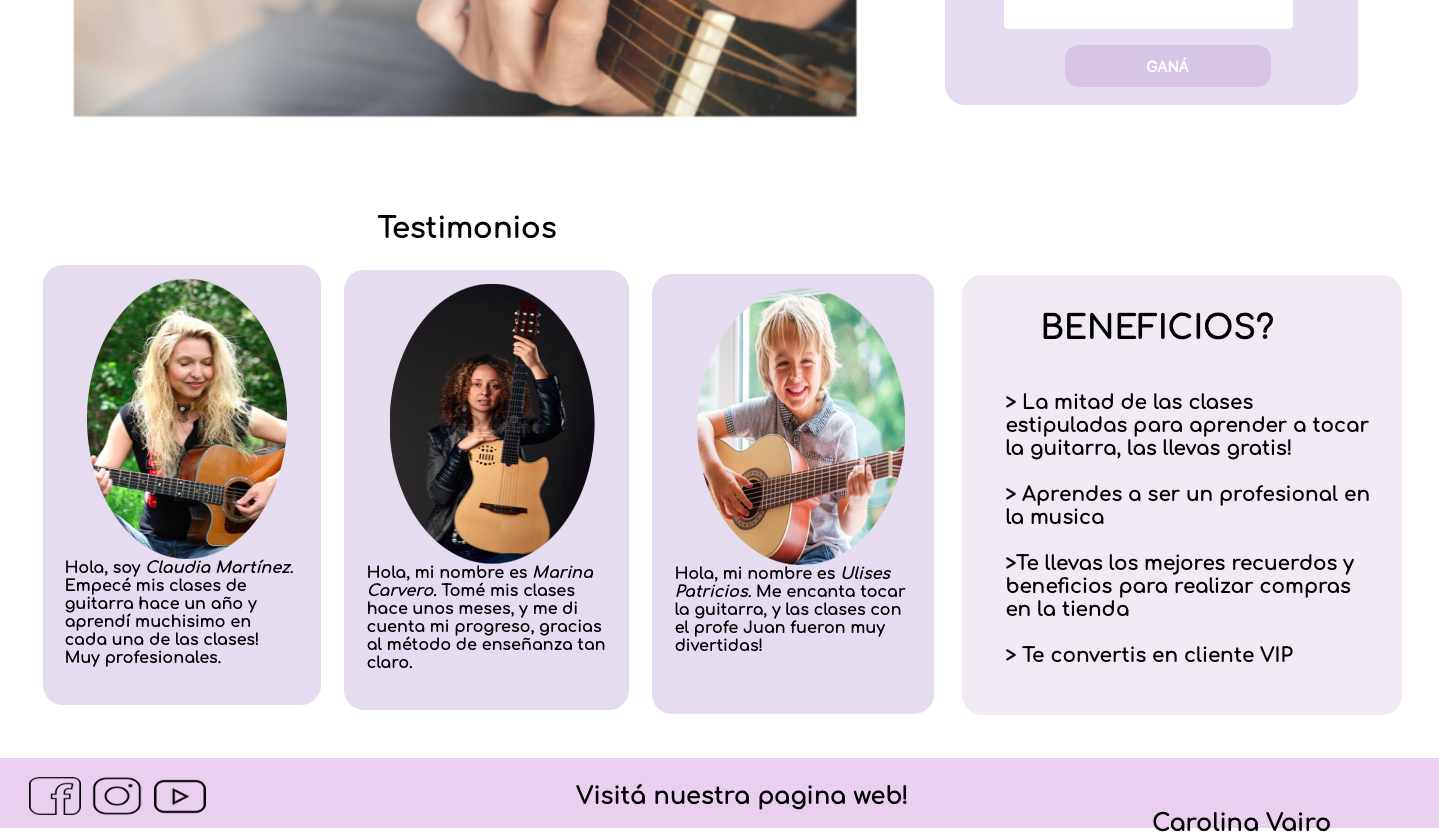 GANÁ
Testimonios
Hola, soy Claudia Martínez.
Empecé mis clases de
guitarra hace un año y
aprendí muchisimo en
cada una de las clases!
Muy profesionales.
Hola, mi nombre es Marina
Carvero. Tomé mis clases
hace unos meses, y me di
cuenta mi progreso, gracias
al método de enseñanza tan
claro.
Hola, mi nombre es Ulises
Patricios. Me encanta tocar
la guitarra, y las clases con
el profe Juan fueron muy
divertidas!
BENEFICIOS?
> La mitad de las clases
estipuladas para aprender a tocar
la guitarra, las llevas gratis!
> Aprendes a ser un profesional en
la musica
>Te llevas los mejores recuerdos y
beneficios para realizar compras
en la tienda
> Te convertis en cliente VIP
Visitá nuestra pagina web!
Carolina Vairo